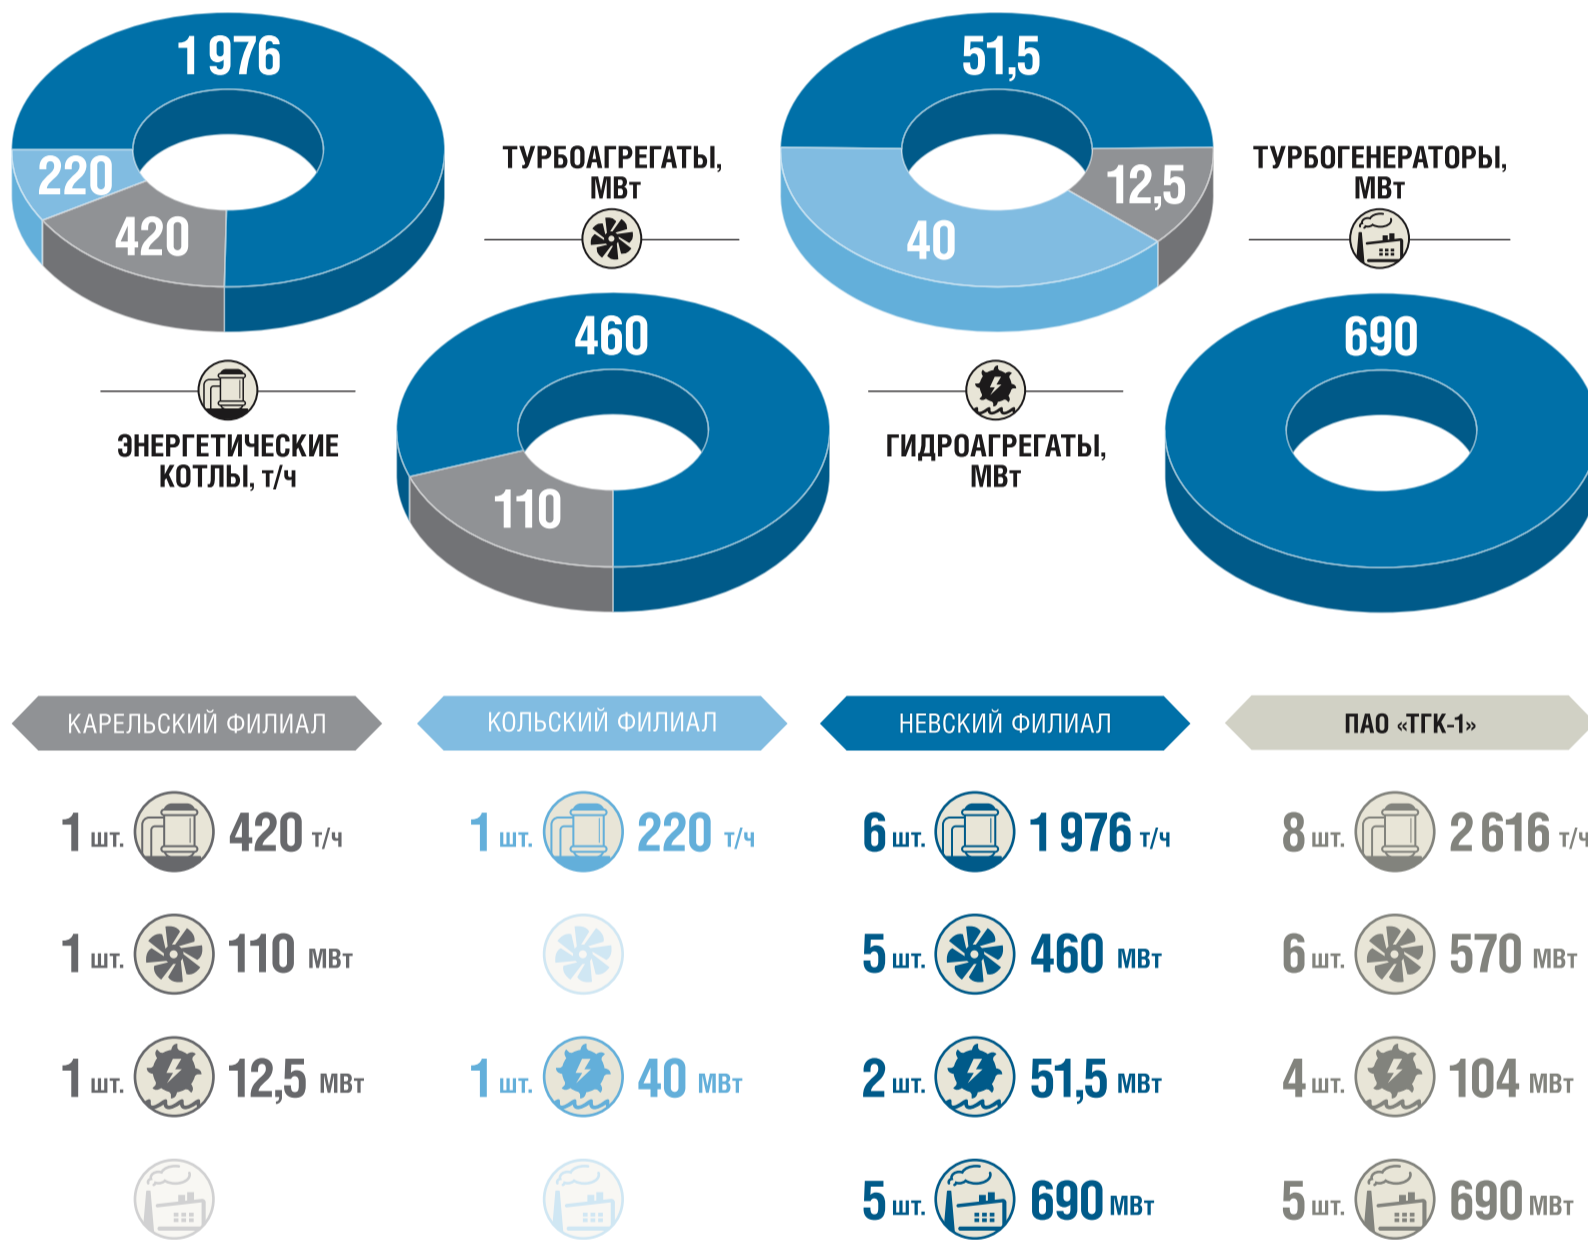 1 976
220
420
ЭНЕРГЕТИЧЕСКИЕ
КОТЛЫ, т/ч
ТУРБОАГРЕГАТЫ,
МВт
460
110
51,5
12,5
40
ГИДРОАГРЕГАТЫ,
МВт
ТУРБОГЕНЕРАТОРЫ,
МВт
690
КАРЕЛЬСКИЙ ФИЛИАЛ
КОЛЬСКИЙ ФИЛИАЛ
НЕВСКИЙ ФИЛИАЛ
ПАО «ТГК-1»
1 шт. 420 т/ч
1 шт. 220 т/ч
6 шт. 1 976 т/ч
8 шт. 2 616 т/ч
1 шт. 110 МВт
5 шт. 460 МВт
6 шт. 570 МВт
1 шт. 12,5 МВт
1 шт. 40 МВт
2 шт. 51,5 МВт
4 шт. 104 МВт
5 шт. 690 МВт
5 шт. 690 МВт